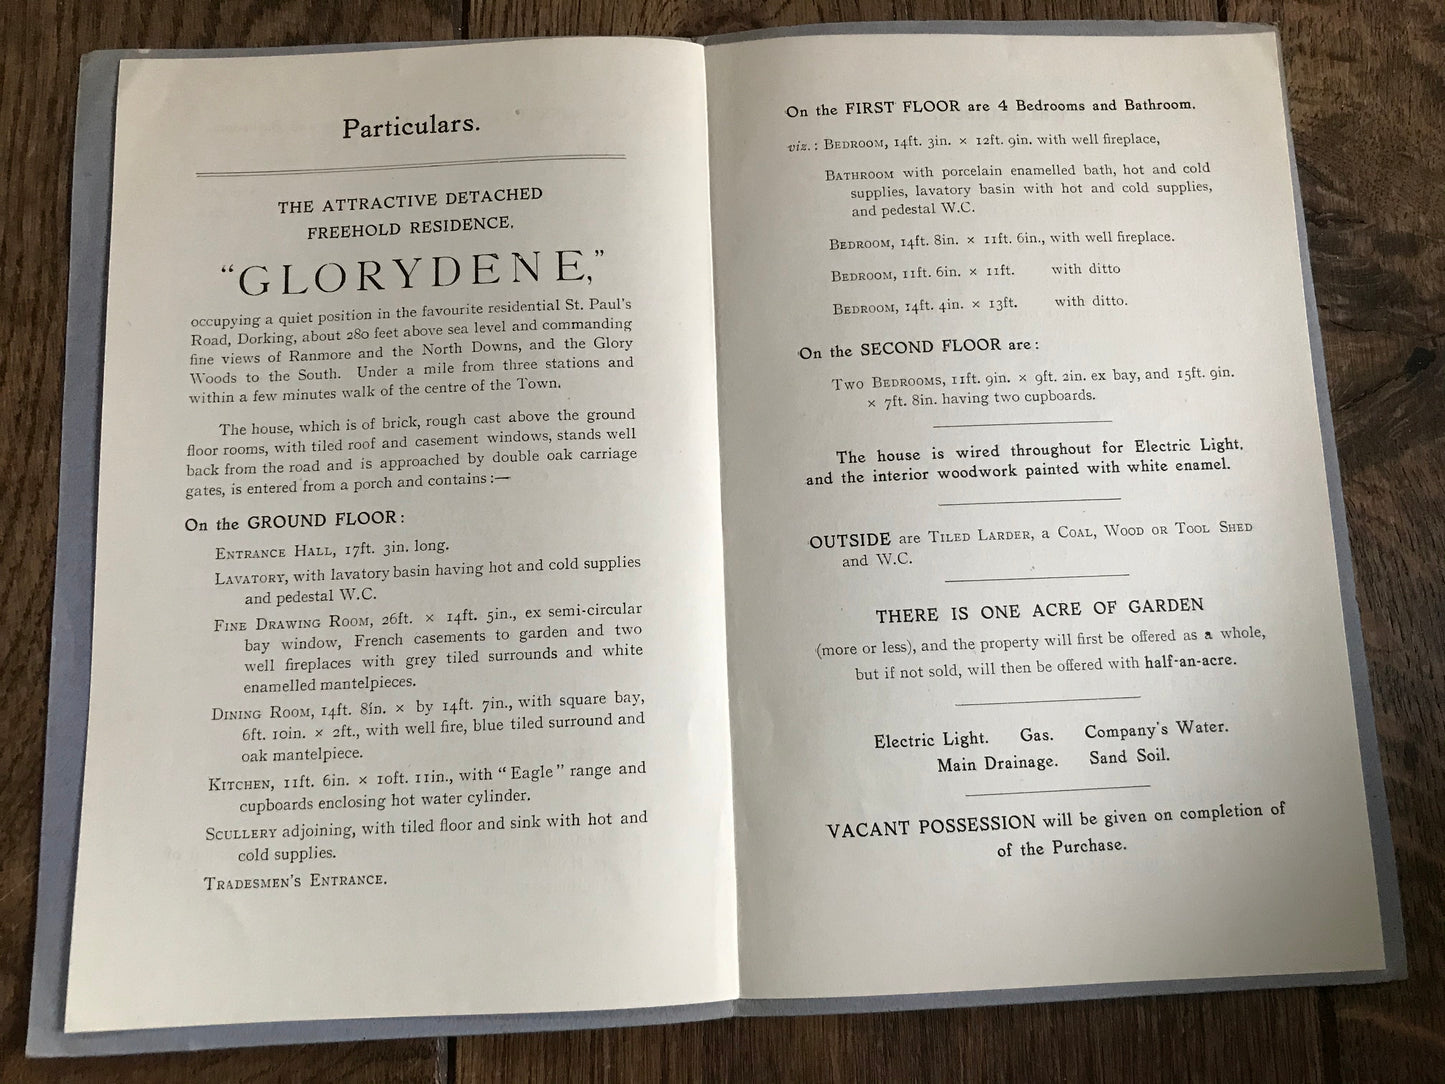 Particulars.
THE ATTRACTIVE DETACHED
FREEHOLD RESIDENCE,
"GLORYDENE,"
occupying a quiet position in the favourite residential St. Paul's
Road, Dorking, about 280 feet above sea level and commanding
fine views of Ranmore and the North Downs, and the Glory
Woods to the South. Under a mile from three stations and
within a few minutes walk of the centre of the Town.
The house, which is of brick, rough cast above the ground
floor rooms, with tiled roof and casement windows, stands well
back from the road and is approached by double oak carriage
gates, is entered from a porch and contains :—
On the GROUND FLOOR :
ENTRANCE HALL, 17ft. 3in. long.
LAVATORY, with lavatory basin having hot and cold supplies
and pedestal W.C.
FINE DRAWING ROOM, 26ft. × 14ft. 5in., ex semi-circular
bay window, French casements to garden and two
well fireplaces with grey tiled surrounds and white
enamelled mantelpieces.
DINING ROOM, 14ft. 8in. × by 14ft. 7in., with square bay,
6ft. 10in. × 2ft., with well fire, blue tiled surround and
oak mantelpiece.
KITCHEN, 11ft. 6in. × 10ft. 11in., with "Eagle" range and
cupboards enclosing hot water cylinder.
SCULLERY adjoining, with tiled floor and sink with hot and
cold supplies.
TRADESMEN'S ENTRANCE.
On the FIRST FLOOR are 4 Bedrooms and Bathroom.
viz. : BEDROOM, 14ft. 3in. × 12ft. 9in. with well fireplace,
BATHROOM with porcelain enamelled bath, hot and cold
supplies, lavatory basin with hot and cold supplies,
and pedestal W.C.
BEDROOM, 14ft. 8in. × 11ft. 6in., with well fireplace.
BEDROOM, 11ft. 6in. × 11ft. with ditto
BEDROOM, 14ft. 4in. × 13ft. with ditto.
On the SECOND FLOOR are :
TWO BEDROOMS, 11ft. 9in. × 9ft. 2in. ex bay, and 15ft. 9in.
× 7ft. 8in. having two cupboards.
The house is wired throughout for Electric Light,
and the interior woodwork painted with white enamel.
OUTSIDE are TILED LARDER, a COAL, WOOD OR TOOL SHED
and W.C.
THERE IS ONE ACRE OF GARDEN
(more or less), and the property will first be offered as a whole,
but if not sold, will then be offered with half-an-acre.
Electric Light. Gas. Company's Water.
Main Drainage. Sand Soil.
VACANT POSSESSION will be given on completion of
of the Purchase.